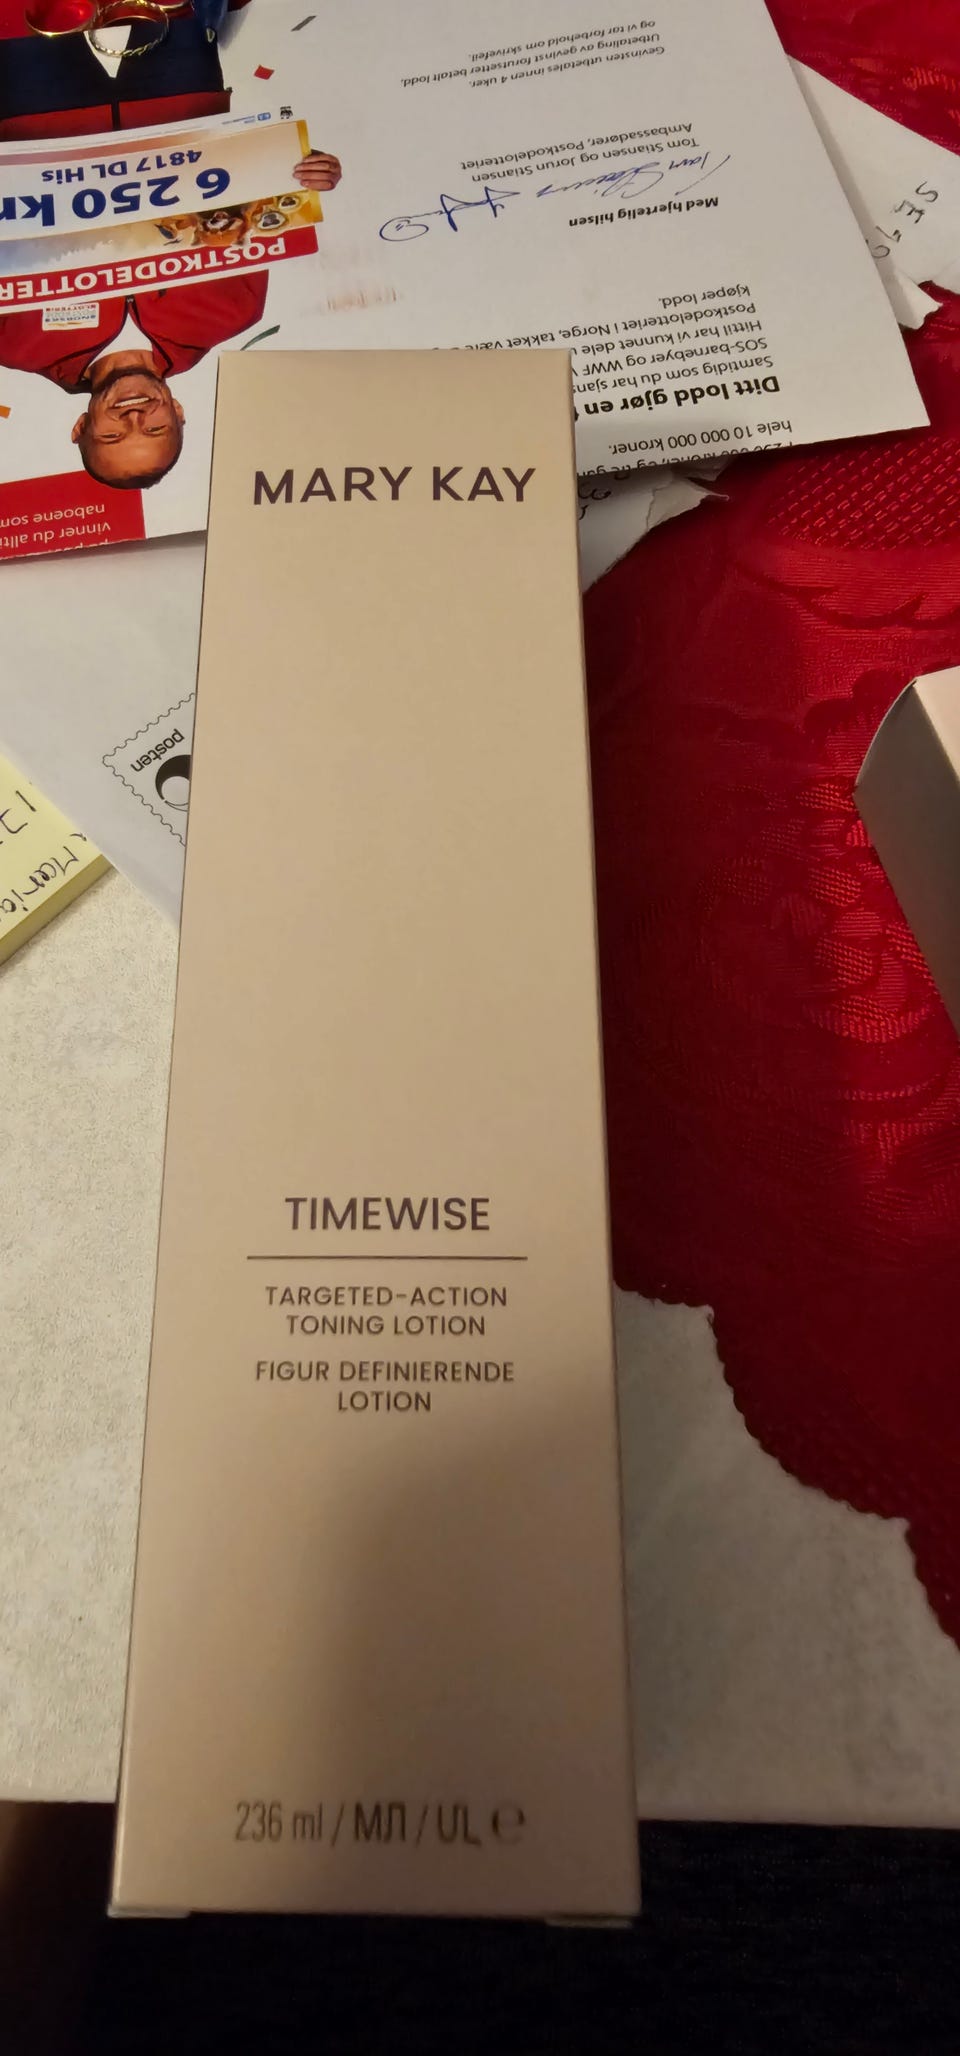 MARY KAY
TIMEWISE
TARGETED-ACTION
TONING LOTION
FIGUR DEFINIERENDE
LOTION
236 ml / МЛ / ՄԼ ℮
hele 10 000 000 kroner.
Ditt lodd gjør en
Samtidig som du har
SOS-barnebyer og WWF
Hittil har vi kunnet dele
Postkodelotteriet i Norge, takket være
kjøper lodd.
Med hjertelig hilsen
Tom Stiansen og Jorun Stiansen
Ambassadører, Postkodelotteriet
Gevinsten utbetales innen 4 uker.
Utbetaling av gevinst forutsetter betalt lodd.
og vi tar forbehold om skrivefeil.
vinner du
naboene som
POSTKODELOTTER
6 250 kr
4817 DL His
posten
Maria